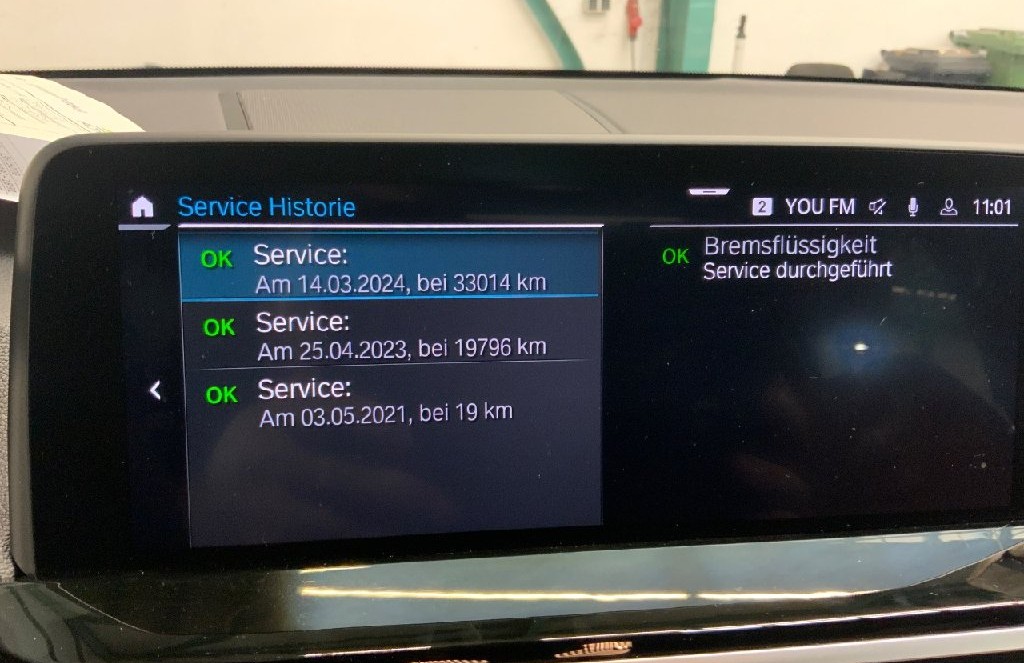 Service Historie
2 YOU FM 11:01
OK Service:
Am 14.03.2024, bei 33014 km
OK Service:
Am 25.04.2023, bei 19796 km
OK Service:
Am 03.05.2021, bei 19 km
OK Bremsflüssigkeit
Service durchgeführt